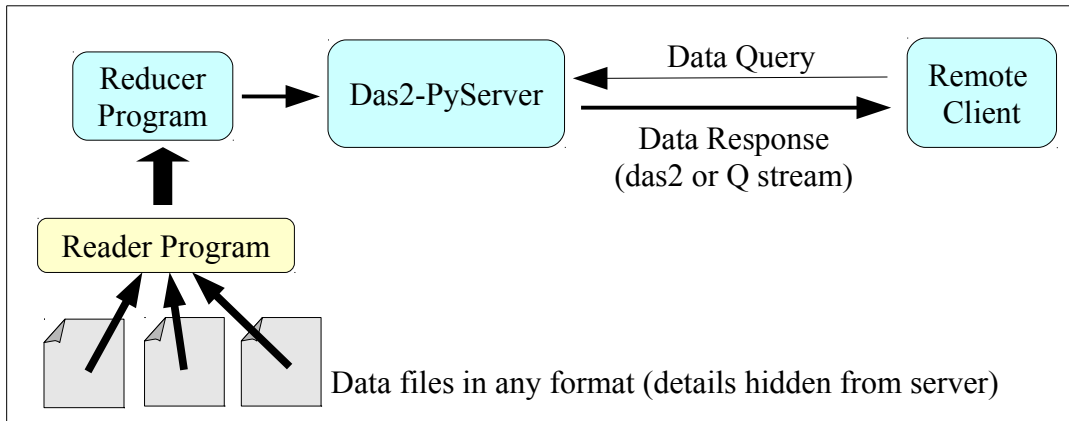 Reducer
Program
Das2-PyServer
Data Query
Remote
Client
Data Response
(das2 or Q stream)
Reader Program
Data files in any format (details hidden from server)